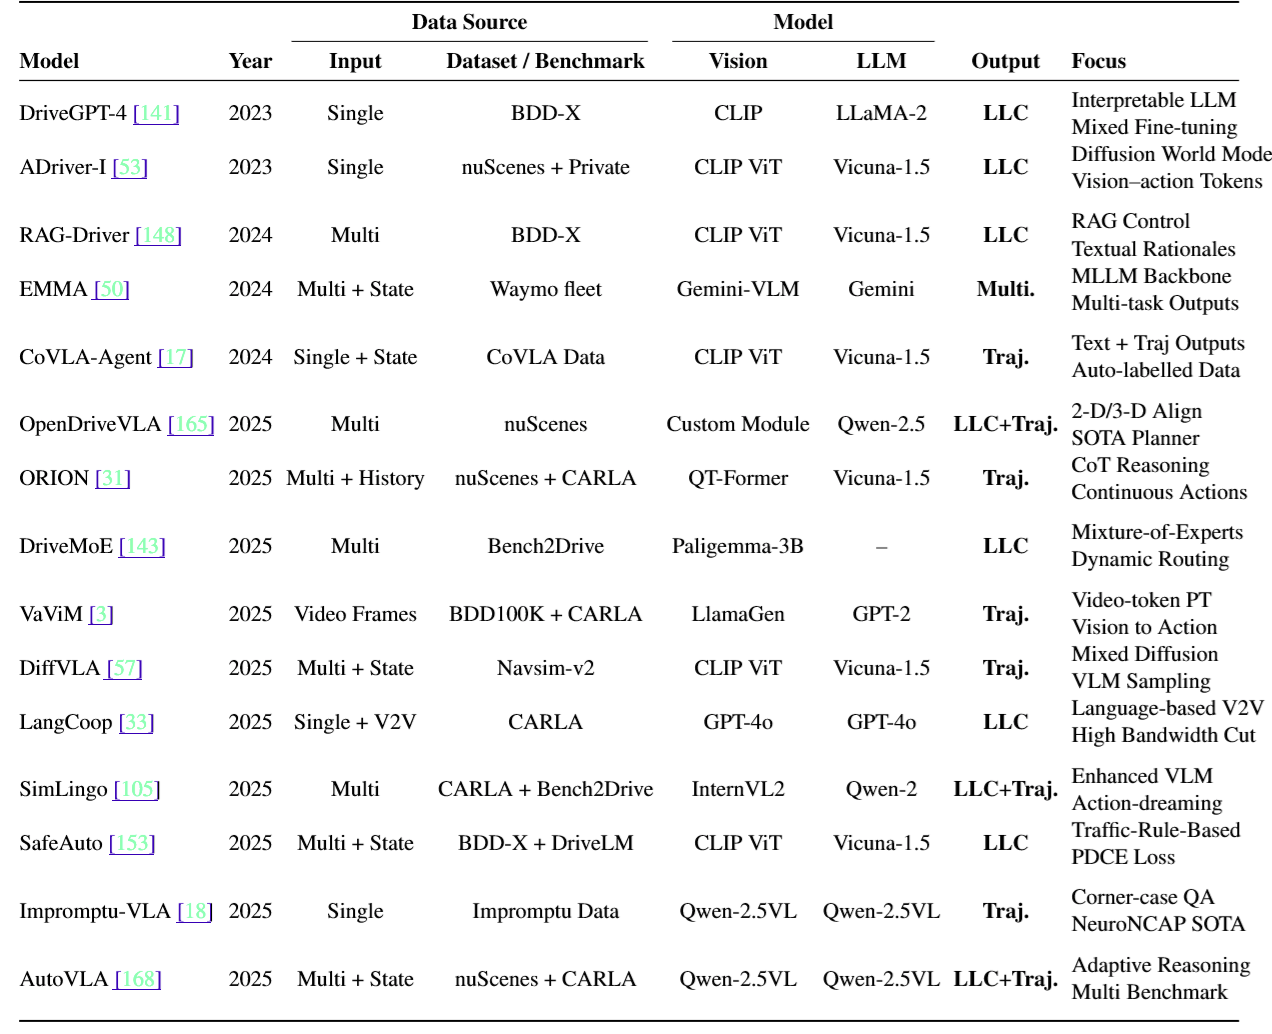 Data Source Model
Model Year Input Dataset / Benchmark Vision LLM Output Focus
DriveGPT-4 [141] 2023 Single BDD-X CLIP LLaMA-2 LLC Interpretable LLM
Mixed Fine-tuning
ADriver-I [53] 2023 Single nuScenes + Private CLIP ViT Vicuna-1.5 LLC Diffusion World Mode
Vision–action Tokens
RAG-Driver [148] 2024 Multi BDD-X CLIP ViT Vicuna-1.5 LLC RAG Control
Textual Rationales
EMMA [50] 2024 Multi + State Waymo fleet Gemini-VLM Gemini Multi. MLLM Backbone
Multi-task Outputs
CoVLA-Agent [17] 2024 Single + State CoVLA Data CLIP ViT Vicuna-1.5 Traj. Text + Traj Outputs
Auto-labelled Data
OpenDriveVLA [165] 2025 Multi nuScenes Custom Module Qwen-2.5 LLC+Traj. 2-D/3-D Align
SOTA Planner
ORION [31] 2025 Multi + History nuScenes + CARLA QT-Former Vicuna-1.5 Traj. CoT Reasoning
Continuous Actions
DriveMoE [143] 2025 Multi Bench2Drive Paligemma-3B – LLC Mixture-of-Experts
Dynamic Routing
VaViM [3] 2025 Video Frames BDD100K + CARLA LlamaGen GPT-2 Traj. Video-token PT
Vision to Action
DiffVLA [57] 2025 Multi + State Navsim-v2 CLIP ViT Vicuna-1.5 Traj. Mixed Diffusion
VLM Sampling
LangCoop [33] 2025 Single + V2V CARLA GPT-4o GPT-4o LLC Language-based V2V
High Bandwidth Cut
SimLingo [105] 2025 Multi CARLA + Bench2Drive InternVL2 Qwen-2 LLC+Traj. Enhanced VLM
Action-dreaming
SafeAuto [153] 2025 Multi + State BDD-X + DriveLM CLIP ViT Vicuna-1.5 LLC Traffic-Rule-Based
PDCE Loss
Impromptu-VLA [18] 2025 Single Impromptu Data Qwen-2.5VL Qwen-2.5VL Traj. Corner-case QA
NeuroNCAP SOTA
AutoVLA [168] 2025 Multi + State nuScenes + CARLA Qwen-2.5VL Qwen-2.5VL LLC+Traj. Adaptive Reasoning
Multi Benchmark